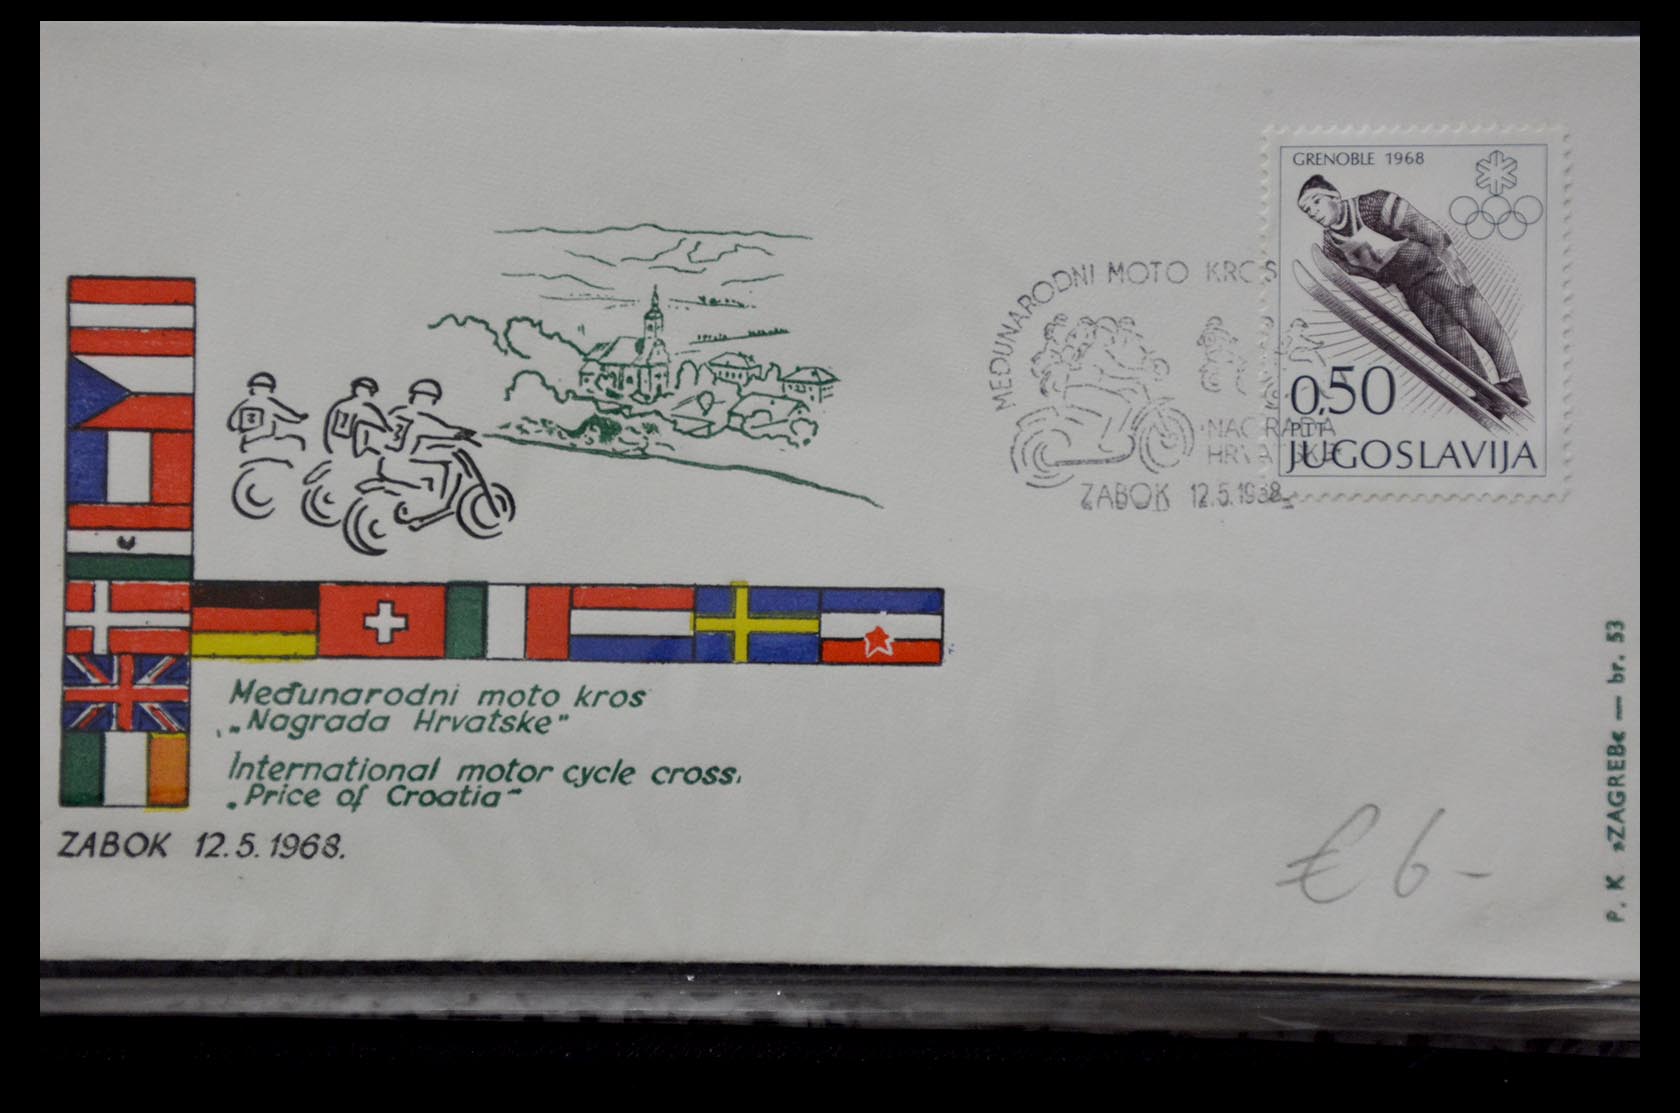 GRENOBLE 1968
0,50
PTT
JUGOSLAVIJA
MEĐUNARODNI MOTO KROS
NAGRADA
HRVATSKE
ZABOK 12.5.1968.
Međunarodni moto kros
„Nagrada Hrvatske"
International motor cycle cross.
„Price of Croatia"
ZABOK 12.5.1968.
€ 6-
P. K »ZAGREB« — br. 53